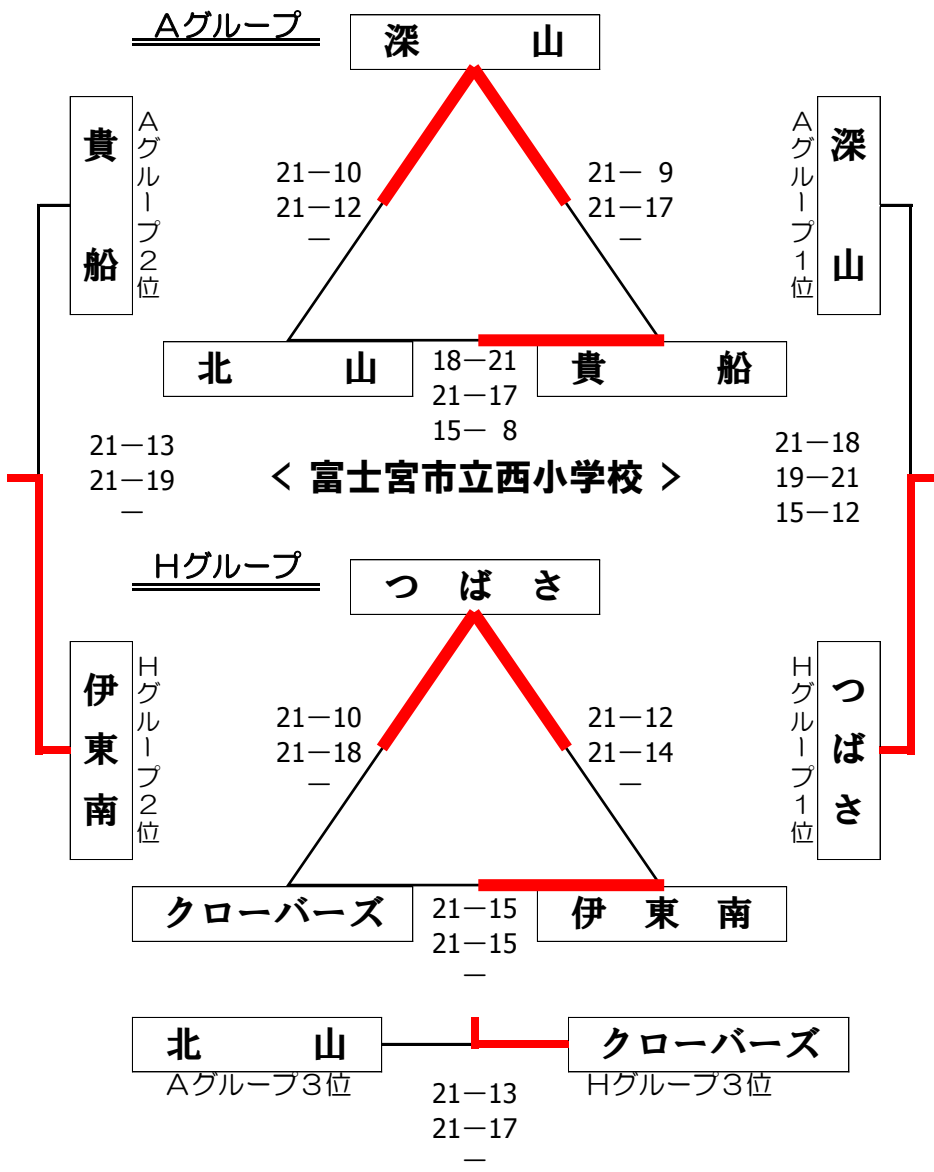 Aグループ
深山
貴船
Aグループ2位
Aグループ1位
深山
21－10
21－12
－
21－ 9
21－17
－
北山
18－21
21－17
15－ 8
貴船
21－13
21－19
－
＜ 富士宮市立西小学校 ＞
21－18
19－21
15－12
Hグループ
つばさ
伊東南
Hグループ2位
Hグループ1位
つばさ
21－10
21－18
－
21－12
21－14
－
クローバーズ
21－15
21－15
－
伊東南
北山
Aグループ3位
クローバーズ
Hグループ3位
21－13
21－17
－